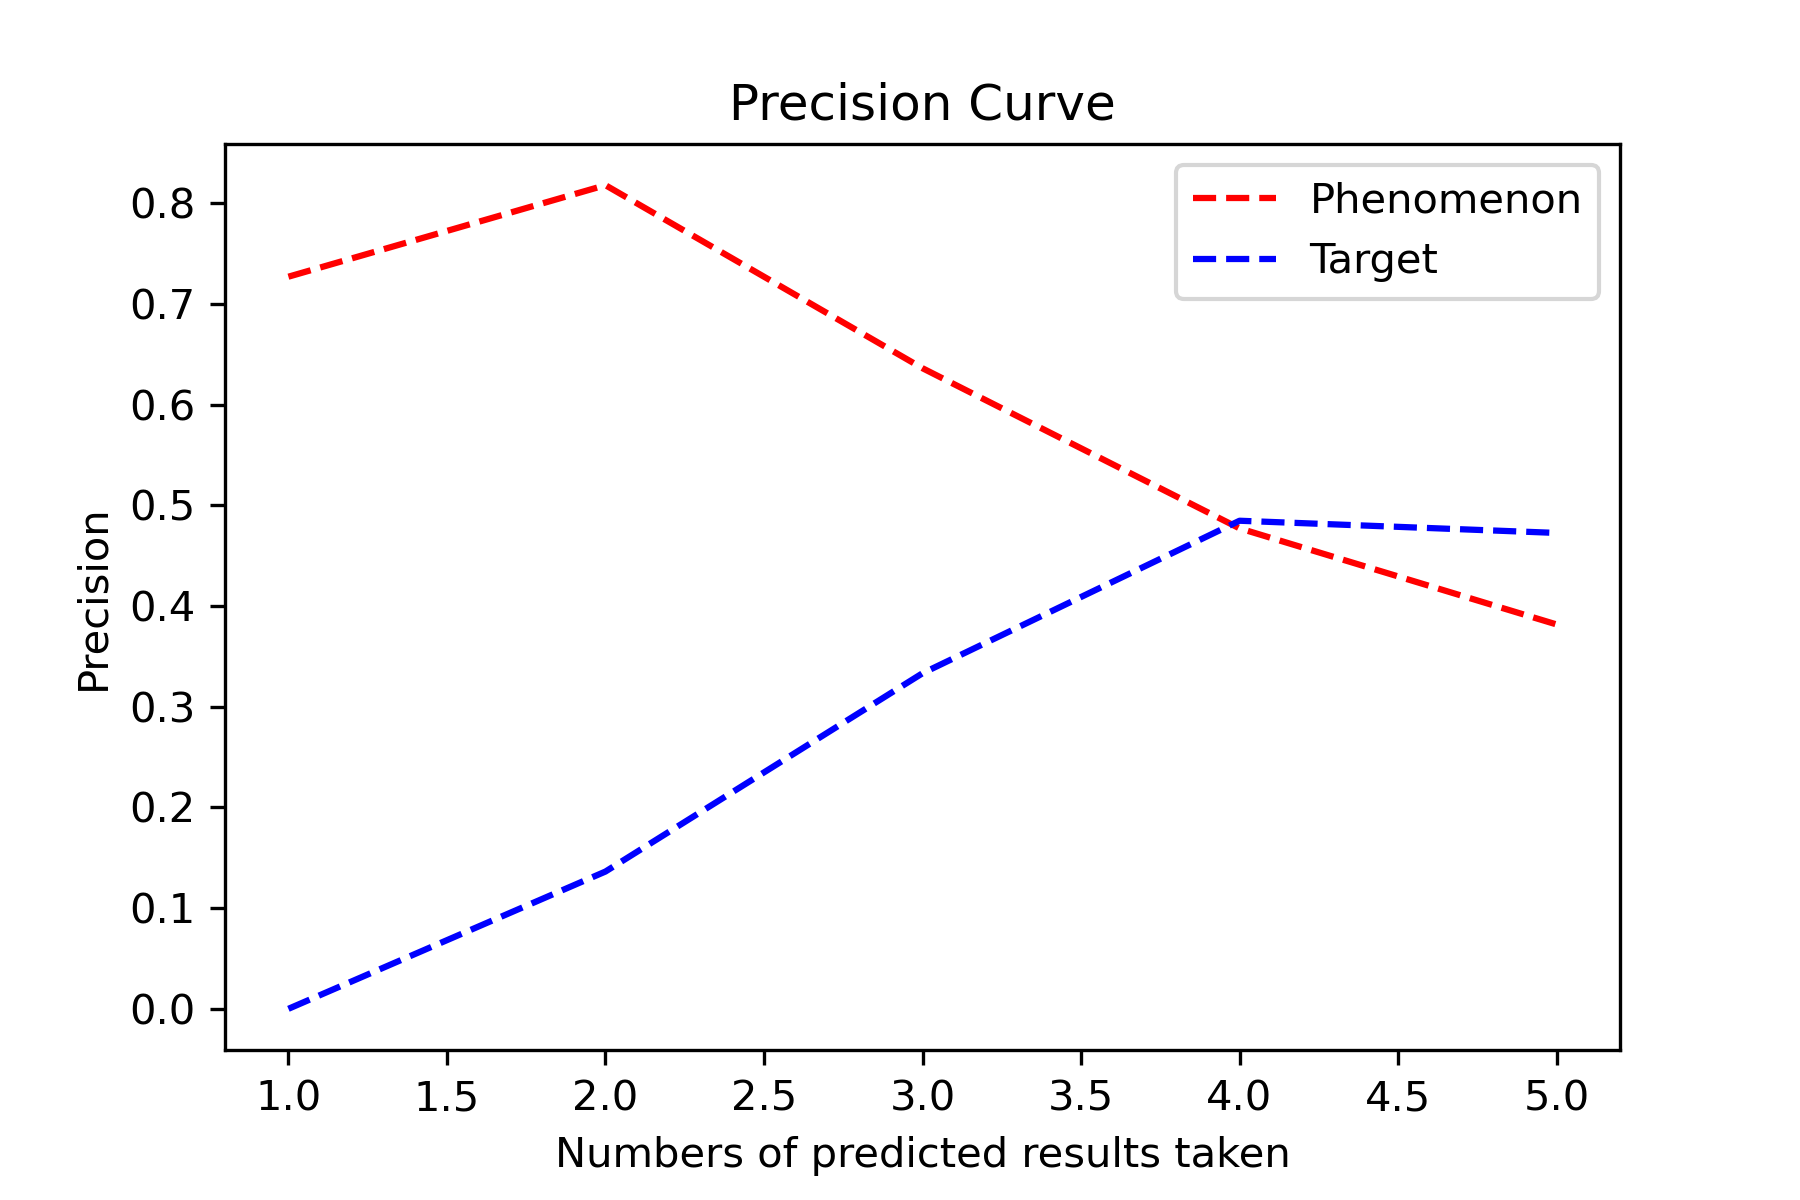 Precision Curve
Phenomenon
Target
Precision
0.8
0.7
0.6
0.5
0.4
0.3
0.2
0.1
0.0
1.0 1.5 2.0 2.5 3.0 3.5 4.0 4.5 5.0
Numbers of predicted results taken